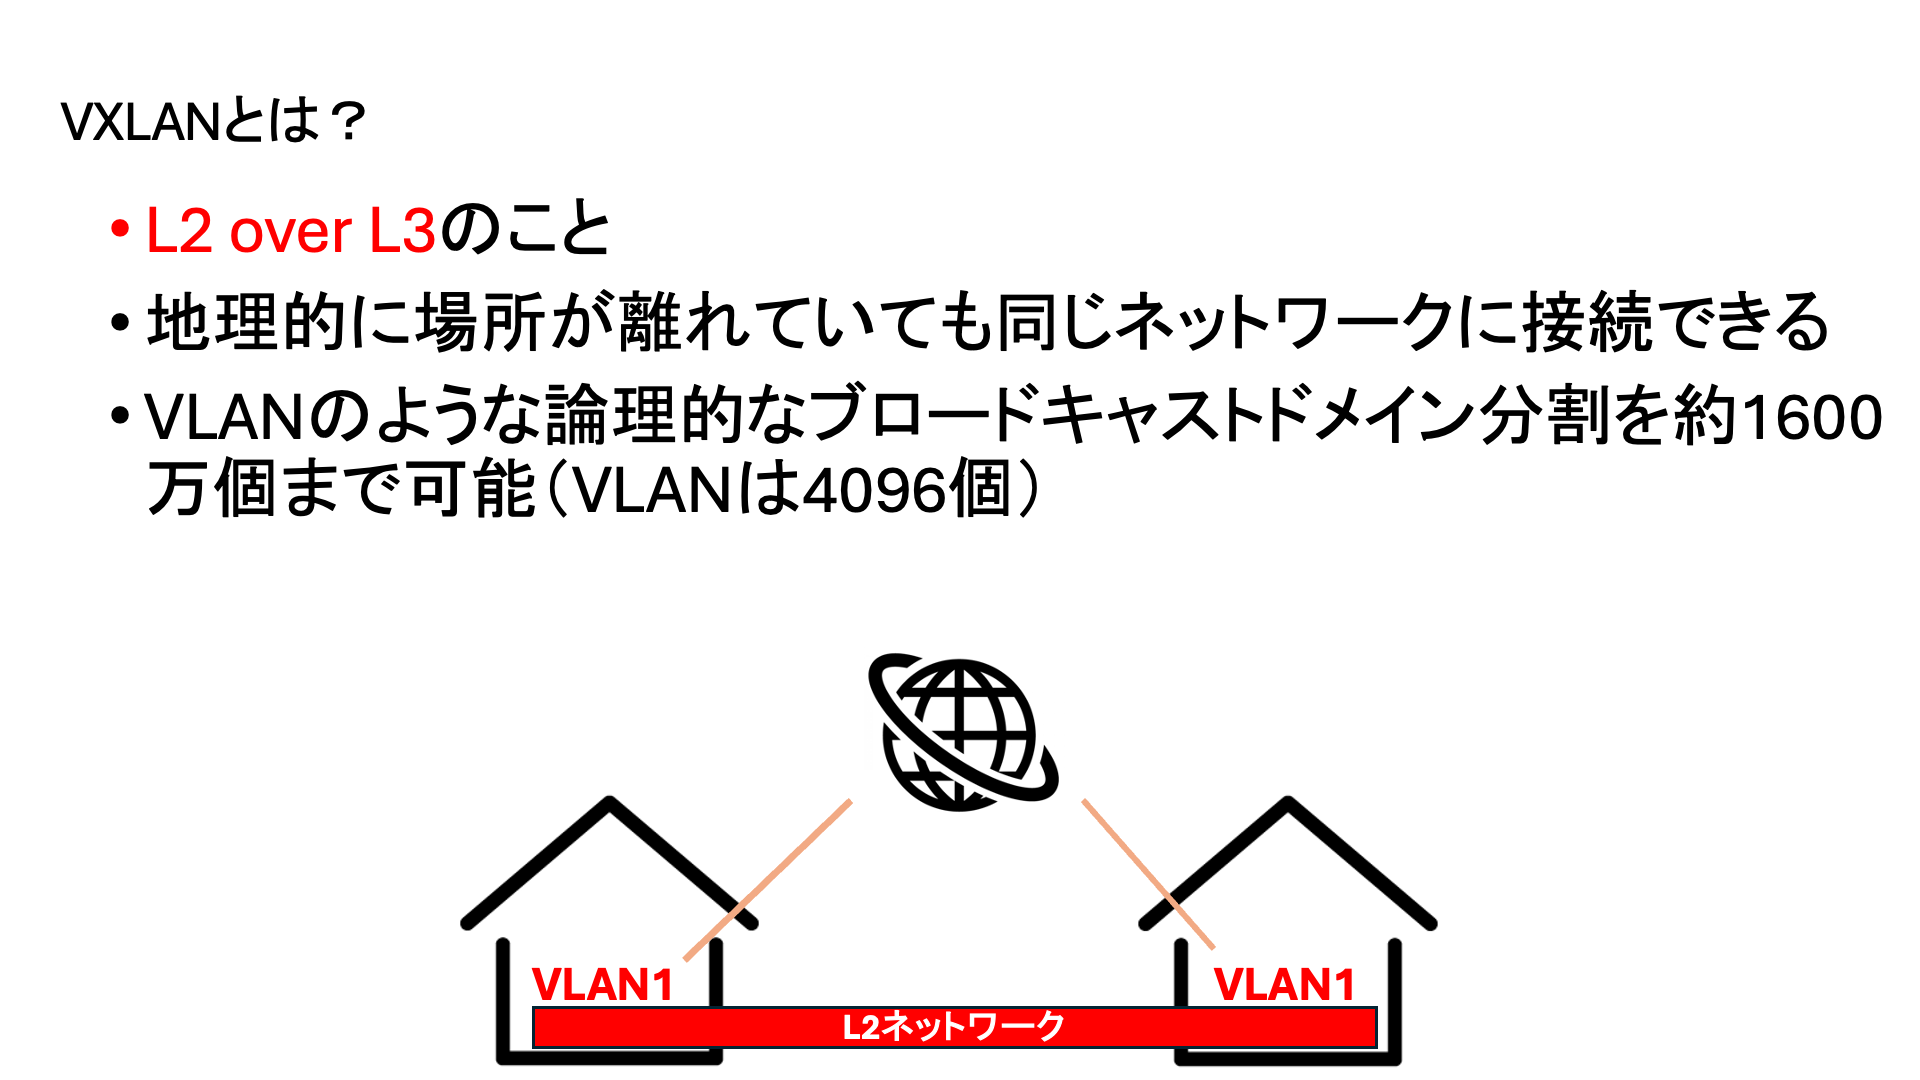 VXLANとは？
• L2 over L3のこと
• 地理的に場所が離れていても同じネットワークに接続できる
• VLANのような論理的なブロードキャストドメイン分割を約1600
万個まで可能（VLANは4096個）
VLAN1
VLAN1
L2ネットワーク